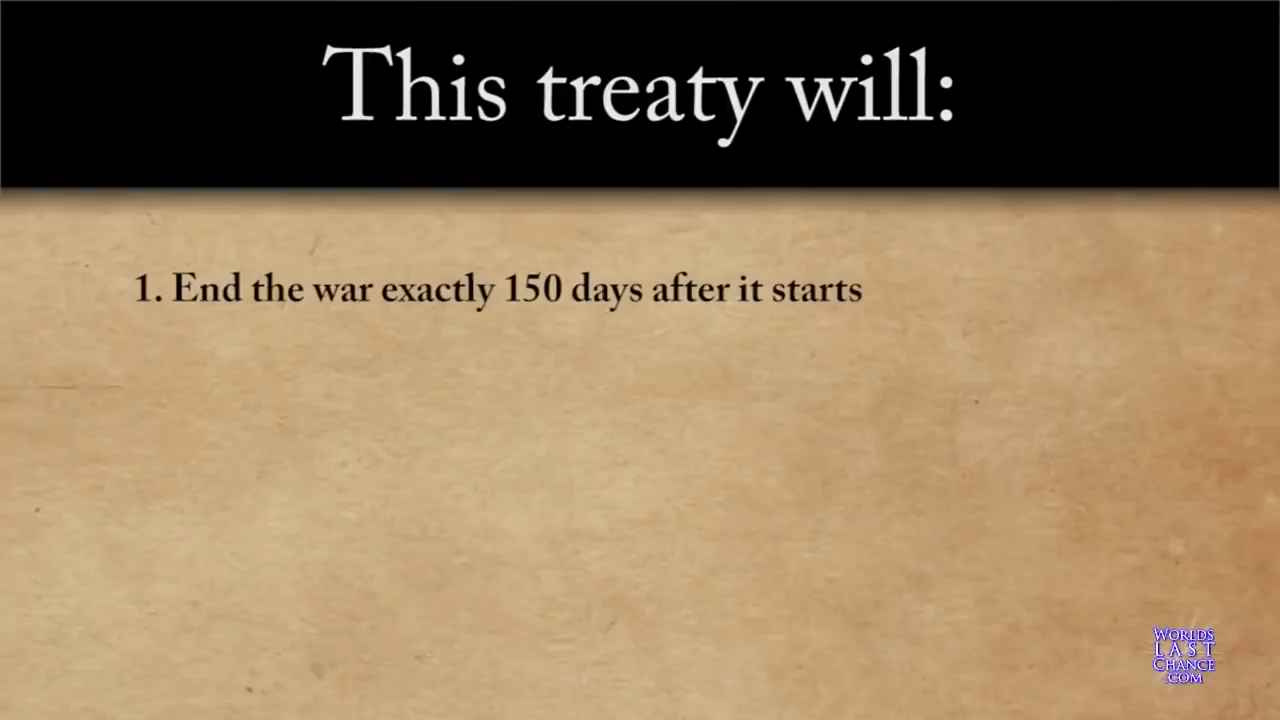 This treaty will:
1. End the war exactly 150 days after it starts
WORLDS
LAST
CHANCE
.COM